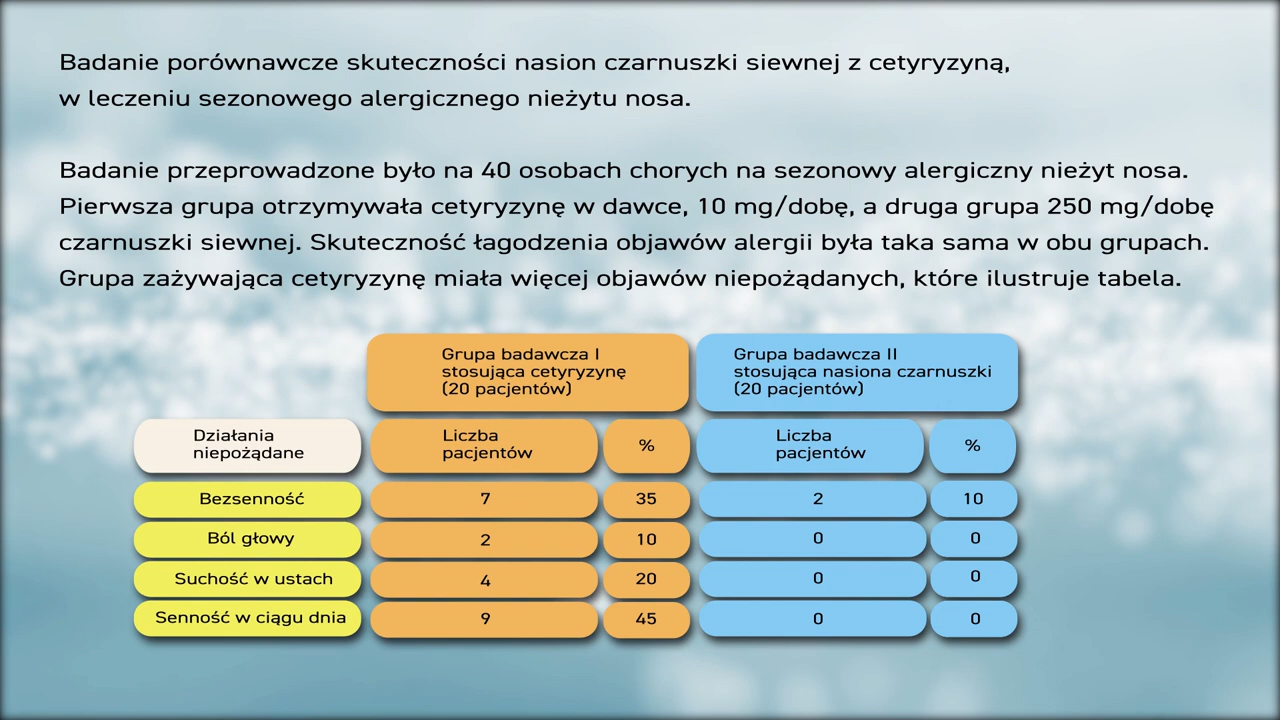 Badanie porównawcze skuteczności nasion czarnuszki siewnej z cetyryzyną,
w leczeniu sezonowego alergicznego nieżytu nosa.
Badanie przeprowadzone było na 40 osobach chorych na sezonowy alergiczny nieżyt nosa.
Pierwsza grupa otrzymywała cetyryzynę w dawce, 10 mg/dobę, a druga grupa 250 mg/dobę
czarnuszki siewnej. Skuteczność łagodzenia objawów alergii była taka sama w obu grupach.
Grupa zażywająca cetyryzynę miała więcej objawów niepożądanych, które ilustruje tabela.
Grupa badawcza I
stosująca cetyryzynę
(20 pacjentów)
Grupa badawcza II
stosująca nasiona czarnuszki
(20 pacjentów)
Działania
niepożądane
Liczba
pacjentów
%
Liczba
pacjentów
%
Bezsenność 7 35 2 10
Ból głowy 2 10 0 0
Suchość w ustach 4 20 0 0
Senność w ciągu dnia 9 45 0 0